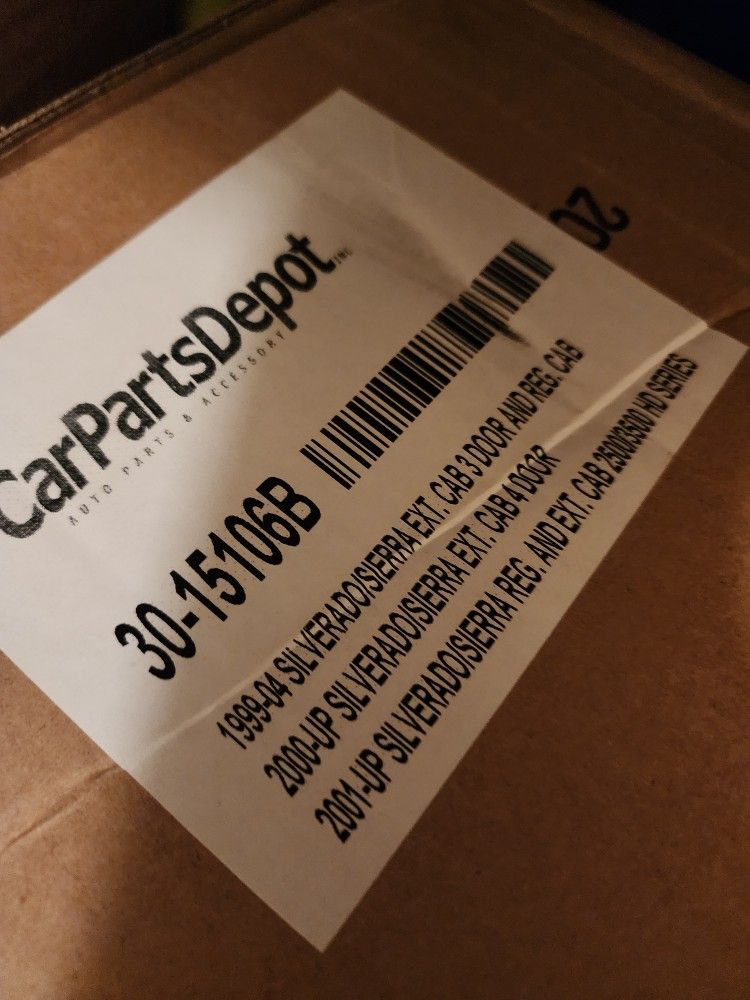 CarPartsDepot INC
AUTO PARTS & ACCESSORY
30-15106B
1999-04 SILVERADO/SIERRA EXT. CAB 3 DOOR AND REG. CAB
2000-UP SILVERADO/SIERRA EXT. CAB 4 DOOR
2001-UP SILVERADO/SIERRA REG. AND EXT. CAB 2500/3500 HD SERIES